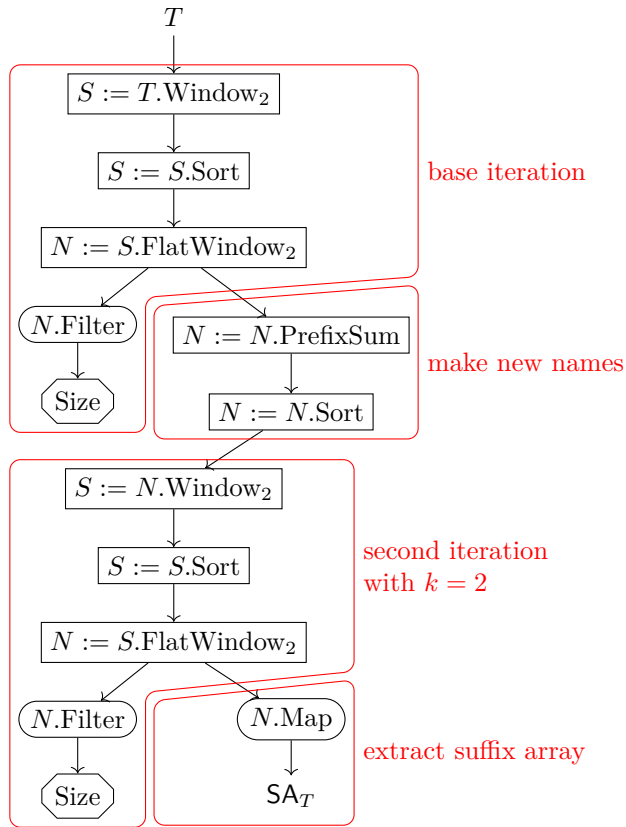 T
S := T.Window₂
S := S.Sort
base iteration
N := S.FlatWindow₂
N.Filter
N := N.PrefixSum
make new names
Size
N := N.Sort
S := N.Window₂
S := S.Sort
second iteration
with k = 2
N := S.FlatWindow₂
N.Filter
N.Map
extract suffix array
Size
SA_T